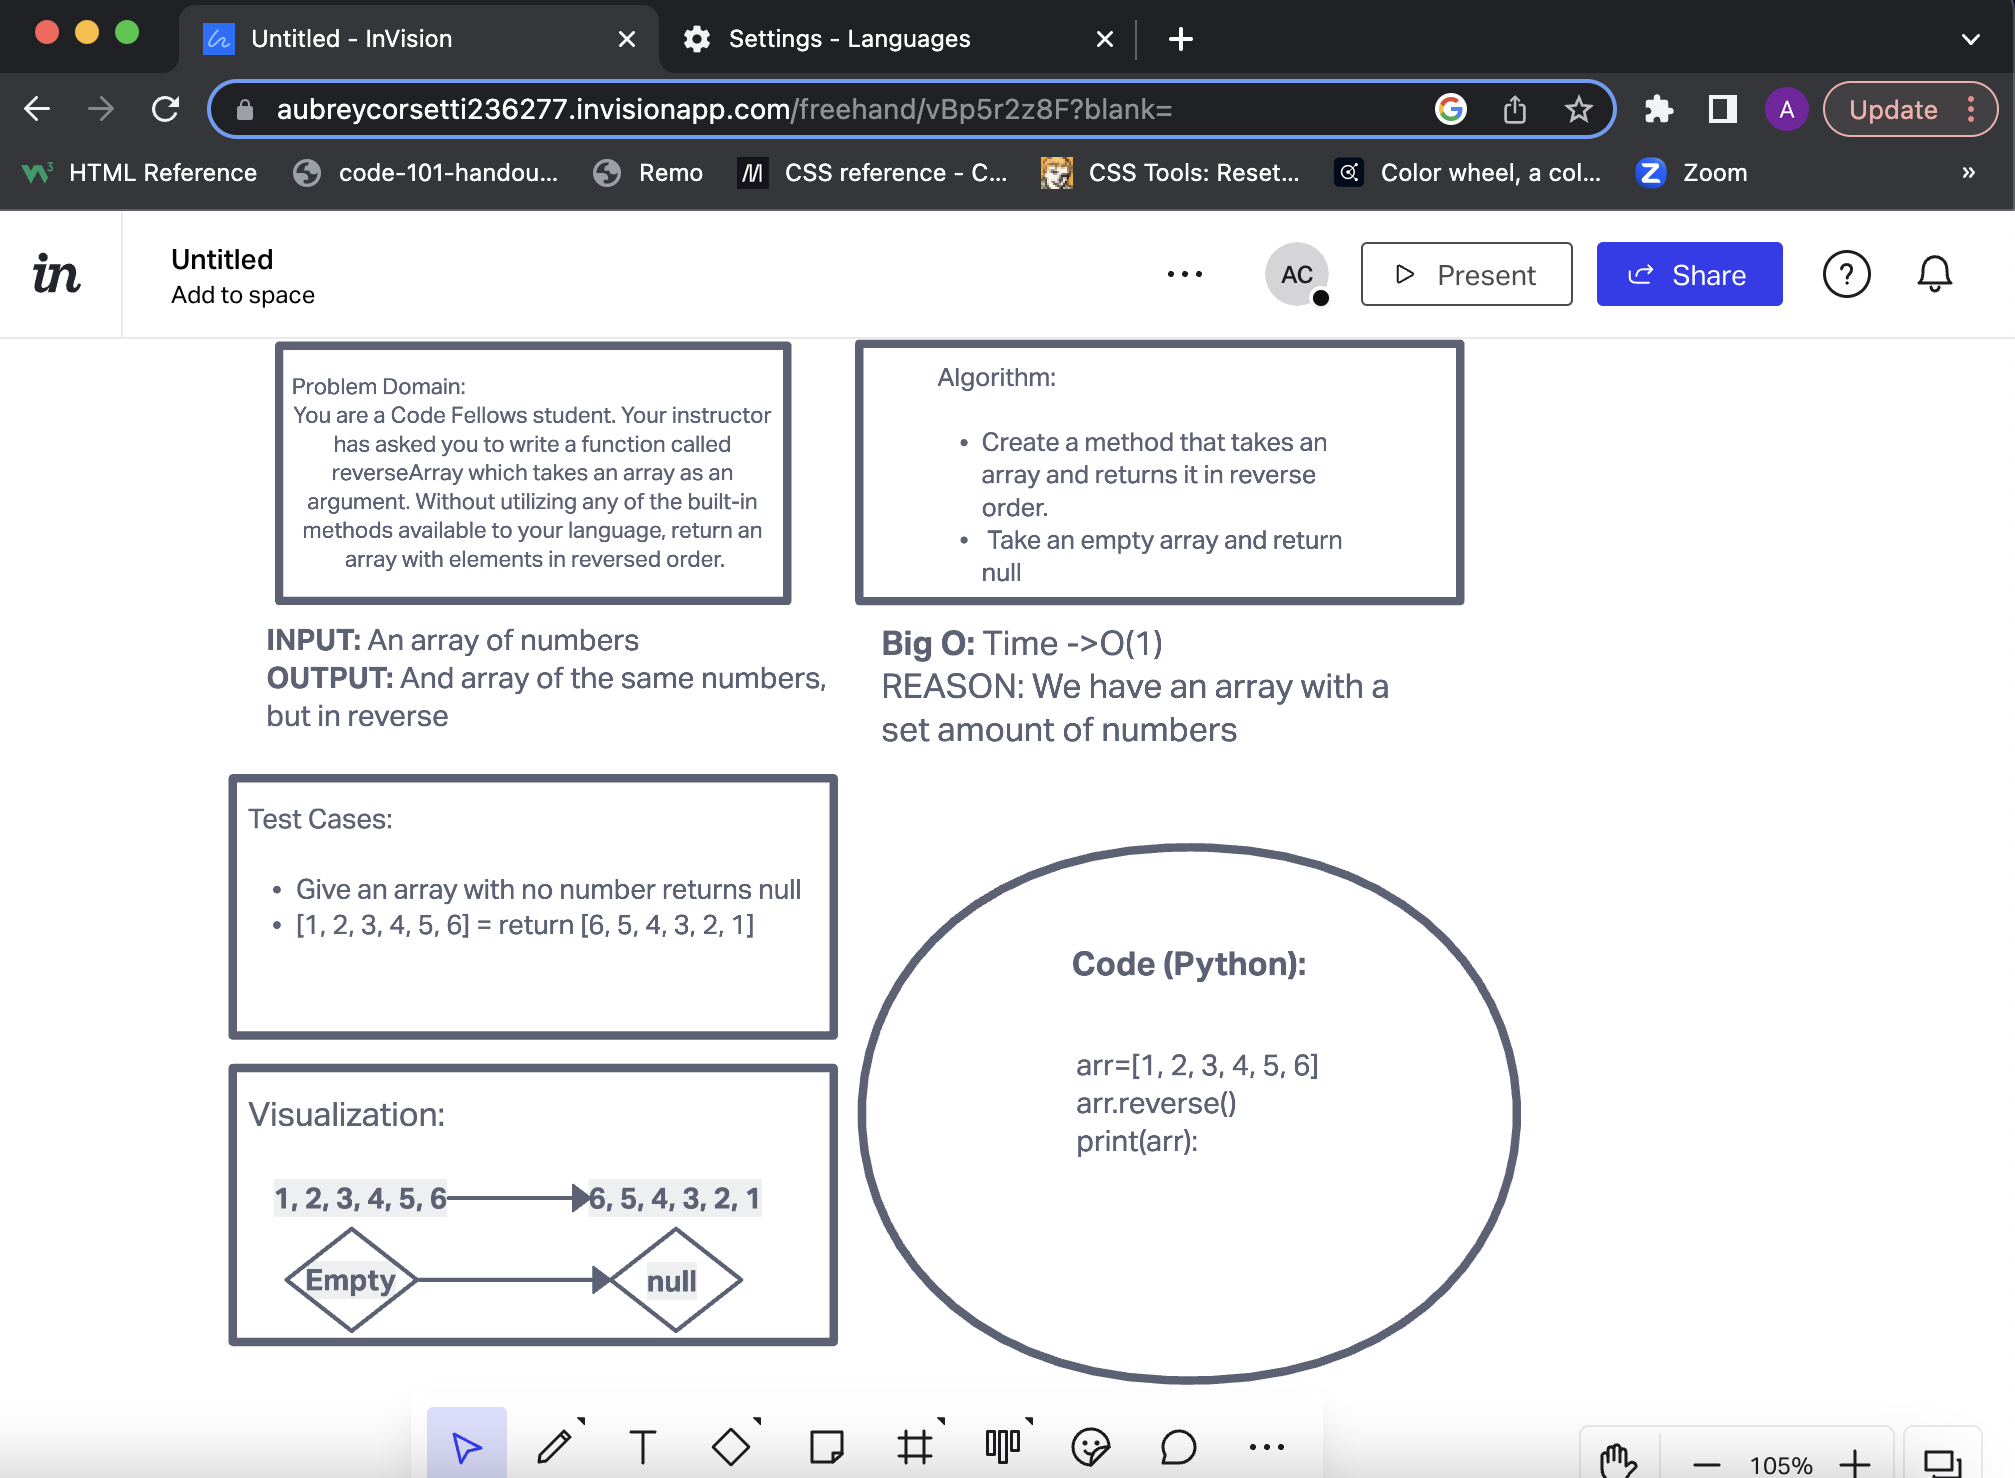 Untitled - InVision
Settings - Languages
aubreycorsetti236277.invisionapp.com/freehand/vBp5r2z8F?blank=
A
Update
HTML Reference
code-101-handou...
Remo
CSS reference - C...
CSS Tools: Reset...
Color wheel, a col...
Zoom
»
in
Untitled
Add to space
AC
Present
Share
Problem Domain:
You are a Code Fellows student. Your instructor
has asked you to write a function called
reverseArray which takes an array as an
argument. Without utilizing any of the built-in
methods available to your language, return an
array with elements in reversed order.
Algorithm:
• Create a method that takes an
array and returns it in reverse
order.
• Take an empty array and return
null
INPUT: An array of numbers
OUTPUT: And array of the same numbers,
but in reverse
Big O: Time ->O(1)
REASON: We have an array with a
set amount of numbers
Test Cases:
• Give an array with no number returns null
• [1, 2, 3, 4, 5, 6] = return [6, 5, 4, 3, 2, 1]
Visualization:
1, 2, 3, 4, 5, 6
6, 5, 4, 3, 2, 1
Empty
null
Code (Python):
arr=[1, 2, 3, 4, 5, 6]
arr.reverse()
print(arr):
105%